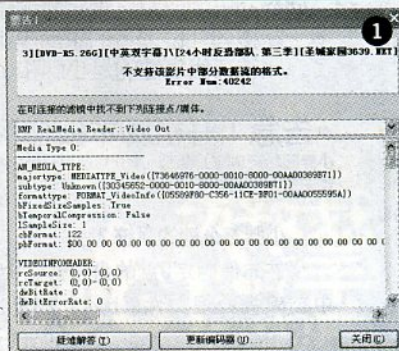 警告!
1
3][DVD-R5.26G][中英双字幕]\[24小时反恐部队.第三季][圣城家园3639.NET]
不支持该影片中部分数据流的格式。
Error Num:40242
在可连接的滤镜中找不到下列连接点/媒体。
KMP RealMedia Reader::Video Out
Media Type 0:
AM_MEDIA_TYPE:
majortype: MEDIATYPE_Video ({73646976-0000-0010-8000-00AA00389B71})
subtype: Unknown ({30345652-0000-0010-8000-00AA00389B71})
formattype: FORMAT_VideoInfo ({05589F80-C356-11CE-BF01-00AA0055595A})
bFixedSizeSamples: True
bTemporalCompression: False
lSampleSize: 1
cbFormat: 122
pbFormat: $00 00 00 00 00 00 00 00 00 00 00 00 00 00 00 00 00 00 00 00
VIDEOINFOHEADER:
rcSource: (0,0)-(0,0)
rcTarget: (0,0)-(0,0)
dwBitRate: 0
dwBitErrorRate: 0
疑难解答(T)
更新编码器(U)
关闭(C)